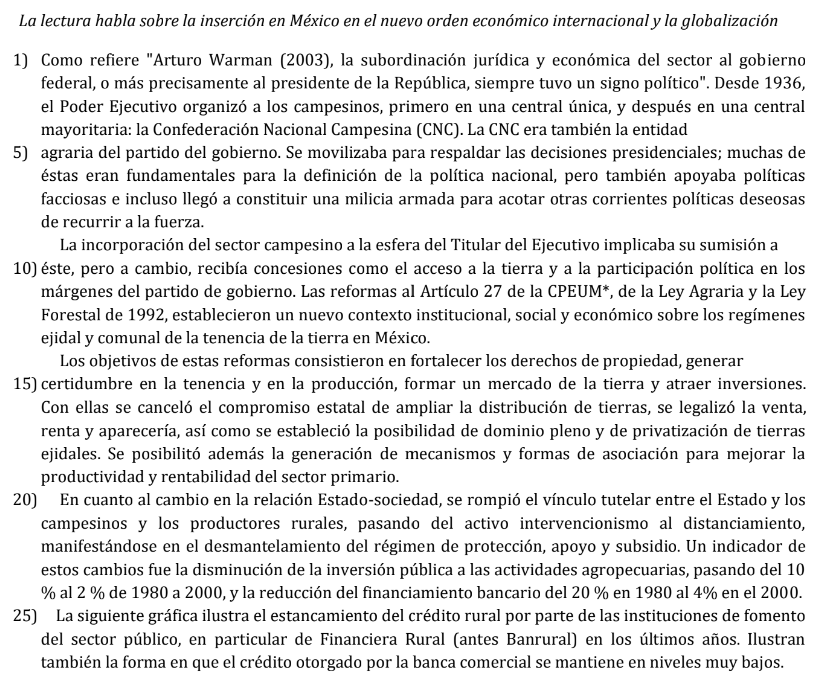 La lectura habla sobre la inserción en México en el nuevo orden económico internacional y la globalización
1) Como refiere "Arturo Warman (2003), la subordinación jurídica y económica del sector al gobierno
federal, o más precisamente al presidente de la República, siempre tuvo un signo político". Desde 1936,
el Poder Ejecutivo organizó a los campesinos, primero en una central única, y después en una central
mayoritaria: la Confederación Nacional Campesina (CNC). La CNC era también la entidad
5) agraria del partido del gobierno. Se movilizaba para respaldar las decisiones presidenciales; muchas de
éstas eran fundamentales para la definición de la política nacional, pero también apoyaba políticas
facciosas e incluso llegó a constituir una milicia armada para acotar otras corrientes políticas deseosas
de recurrir a la fuerza.
La incorporación del sector campesino a la esfera del Titular del Ejecutivo implicaba su sumisión a
10) éste, pero a cambio, recibía concesiones como el acceso a la tierra y a la participación política en los
márgenes del partido de gobierno. Las reformas al Artículo 27 de la CPEUM*, de la Ley Agraria y la Ley
Forestal de 1992, establecieron un nuevo contexto institucional, social y económico sobre los regímenes
ejidal y comunal de la tenencia de la tierra en México.
Los objetivos de estas reformas consistieron en fortalecer los derechos de propiedad, generar
15) certidumbre en la tenencia y en la producción, formar un mercado de la tierra y atraer inversiones.
Con ellas se canceló el compromiso estatal de ampliar la distribución de tierras, se legalizó la venta,
renta y aparecería, así como se estableció la posibilidad de dominio pleno y de privatización de tierras
ejidales. Se posibilitó además la generación de mecanismos y formas de asociación para mejorar la
productividad y rentabilidad del sector primario.
20) En cuanto al cambio en la relación Estado-sociedad, se rompió el vínculo tutelar entre el Estado y los
campesinos y los productores rurales, pasando del activo intervencionismo al distanciamiento,
manifestándose en el desmantelamiento del régimen de protección, apoyo y subsidio. Un indicador de
estos cambios fue la disminución de la inversión pública a las actividades agropecuarias, pasando del 10
% al 2 % de 1980 a 2000, y la reducción del financiamiento bancario del 20 % en 1980 al 4% en el 2000.
25) La siguiente gráfica ilustra el estancamiento del crédito rural por parte de las instituciones de fomento
del sector público, en particular de Financiera Rural (antes Banrural) en los últimos años. Ilustran
también la forma en que el crédito otorgado por la banca comercial se mantiene en niveles muy bajos.